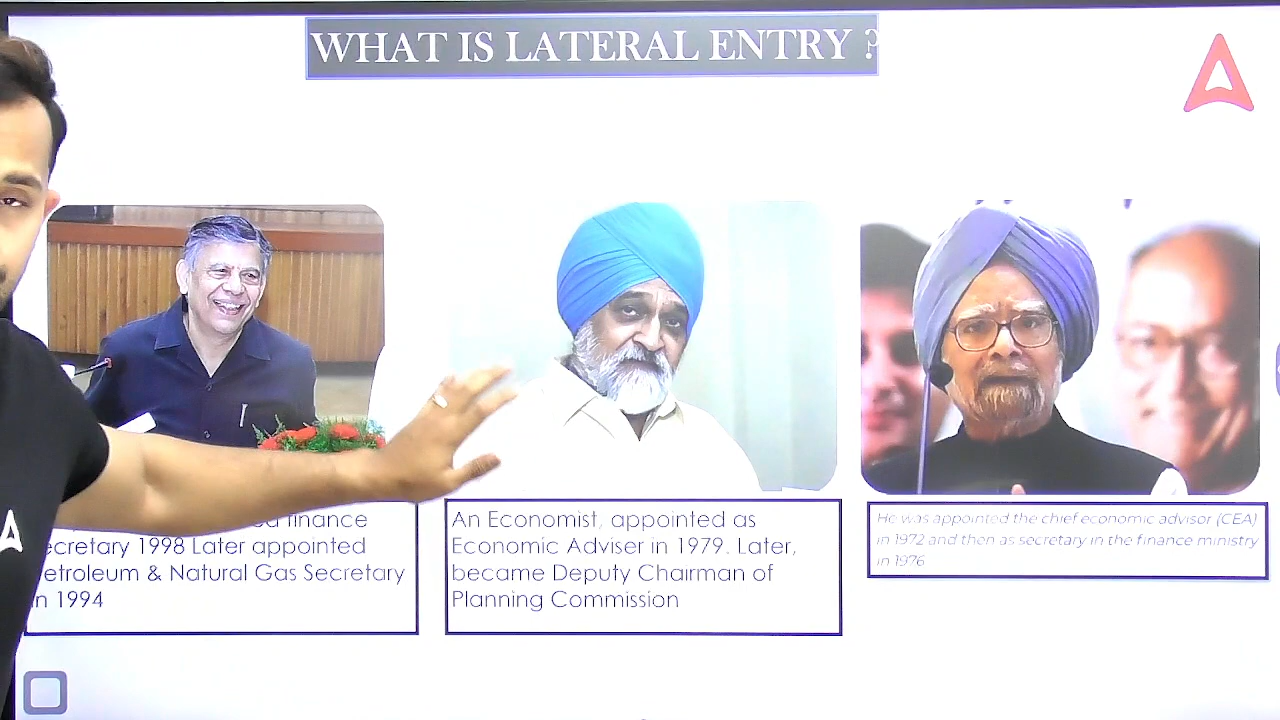 WHAT IS LATERAL ENTRY ?
finance
ecretary 1998 Later appointed
etroleum & Natural Gas Secretary
in 1994
An Economist, appointed as
Economic Adviser in 1979. Later,
became Deputy Chairman of
Planning Commission
He was appointed the chief economic advisor (CEA)
in 1972 and then as secretary in the finance ministry
in 1976